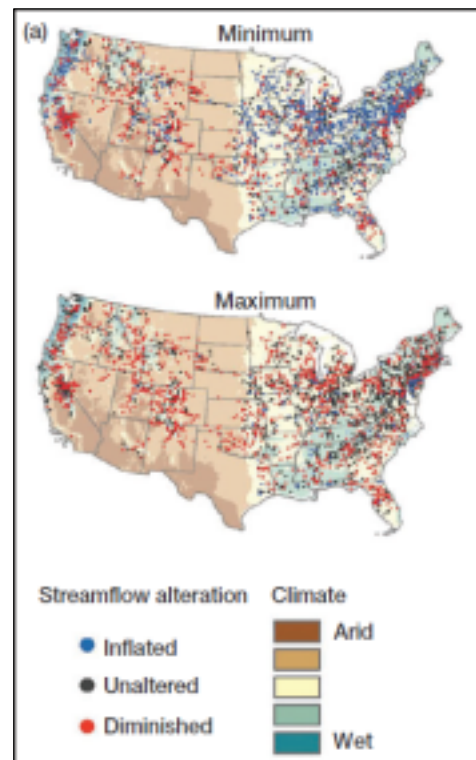 (a)
Minimum
Maximum
Streamflow alteration Climate
Inflated Arid
Unaltered
Diminished Wet